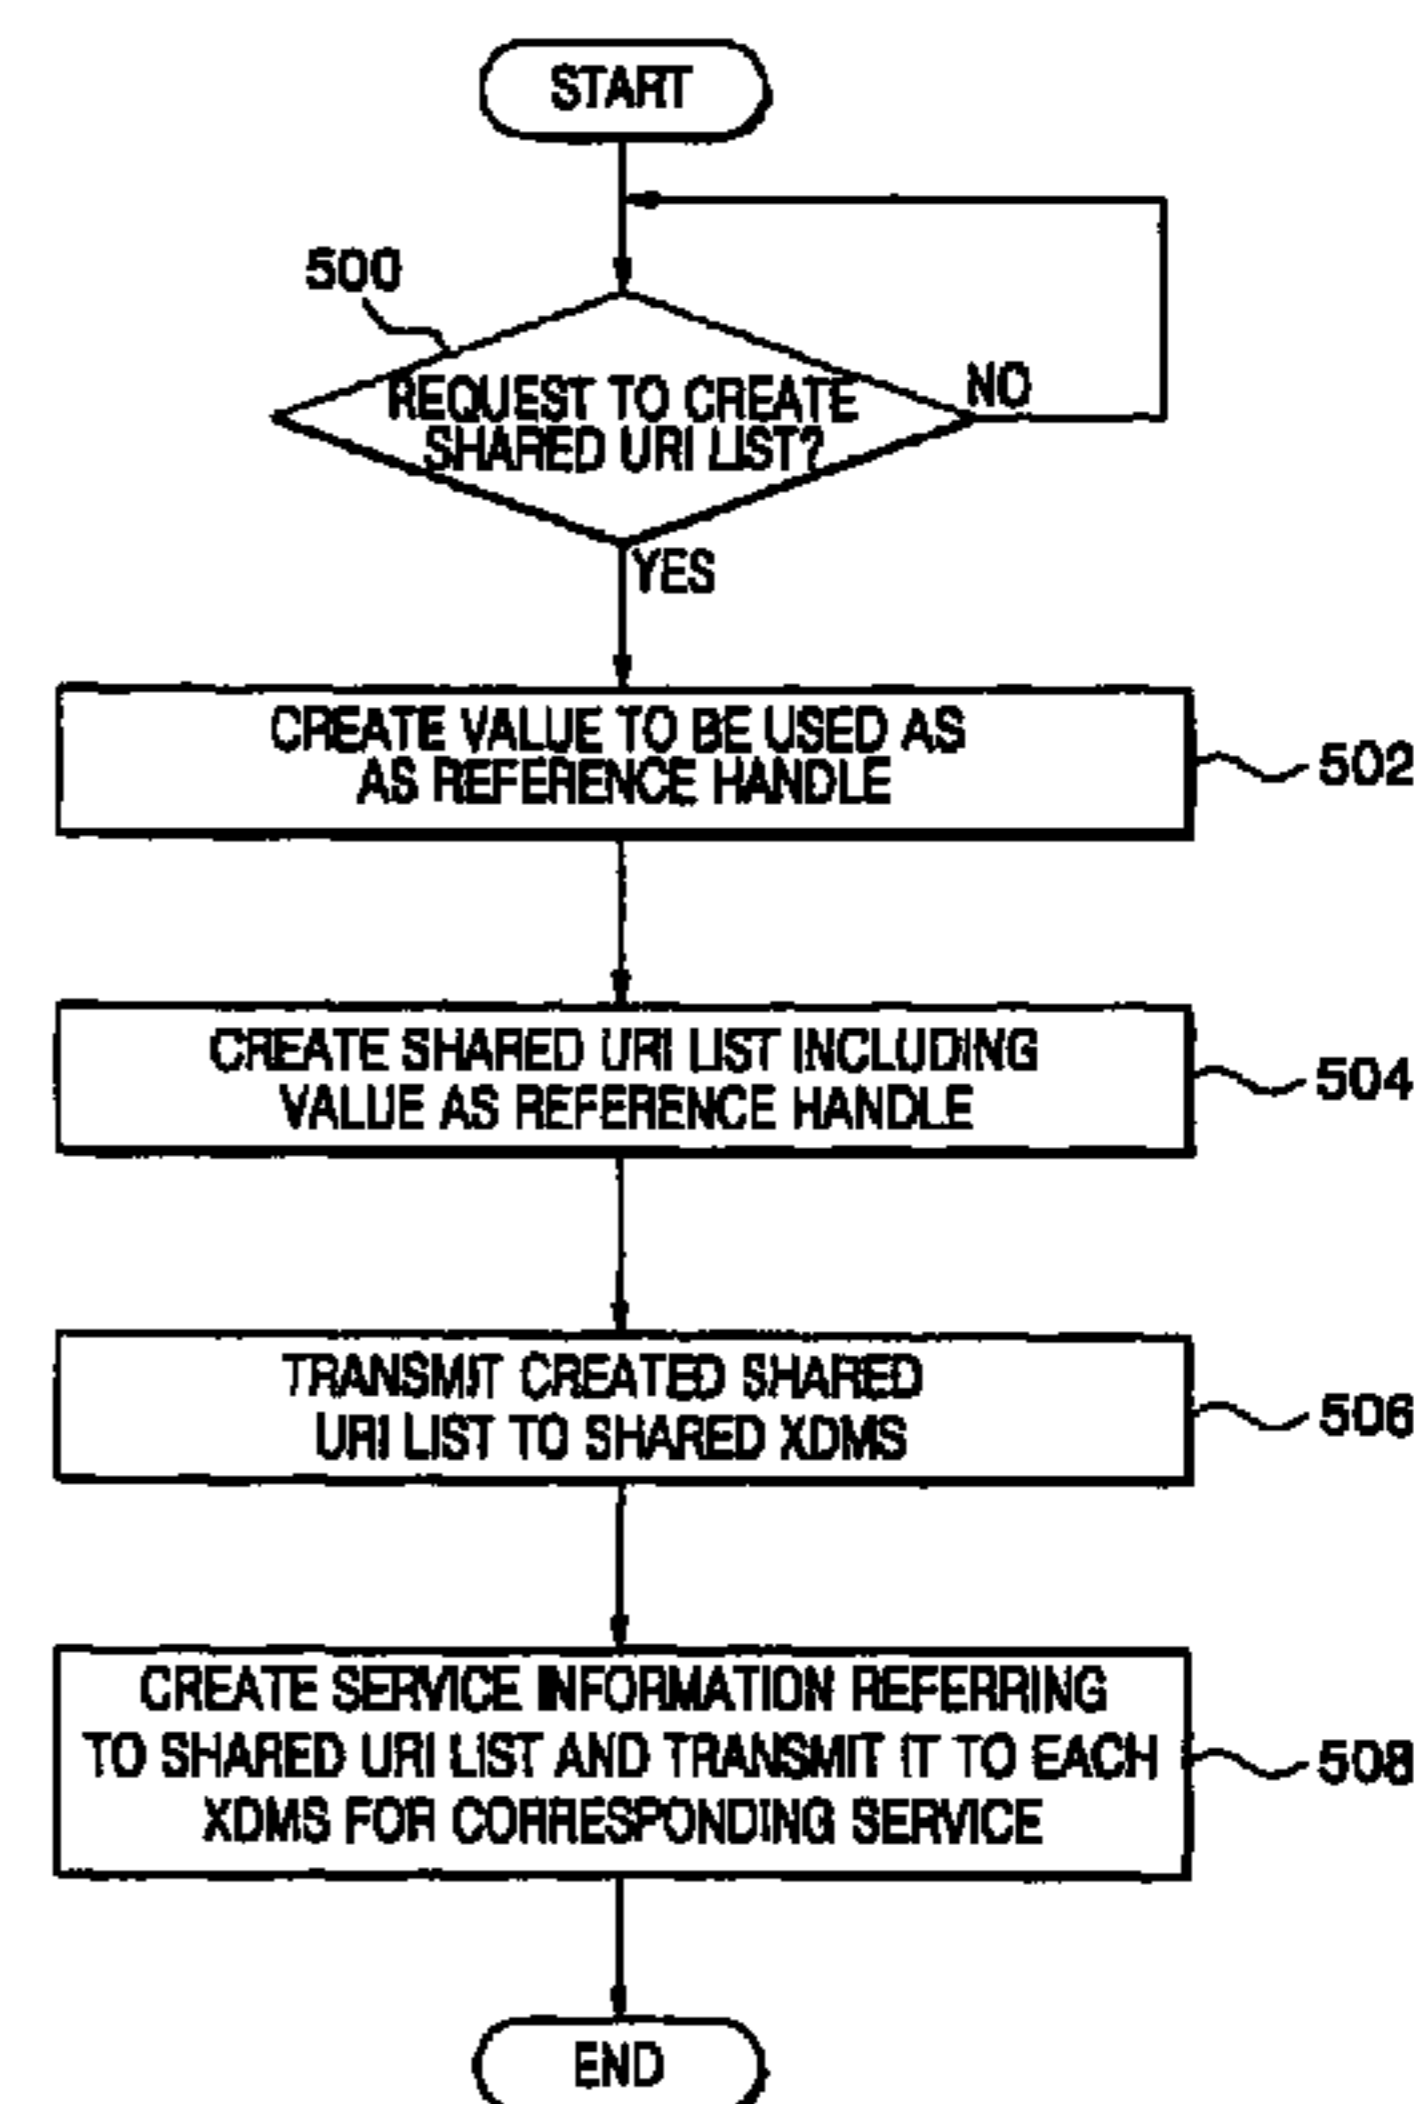 START
500
REQUEST TO CREATE
SHARED URI LIST?
NO
YES
CREATE VALUE TO BE USED AS
AS REFERENCE HANDLE
502
CREATE SHARED URI LIST INCLUDING
VALUE AS REFERENCE HANDLE
504
TRANSMIT CREATED SHARED
URI LIST TO SHARED XDMS
506
CREATE SERVICE INFORMATION REFERRING
TO SHARED URI LIST AND TRANSMIT IT TO EACH
XDMS FOR CORRESPONDING SERVICE
508
END